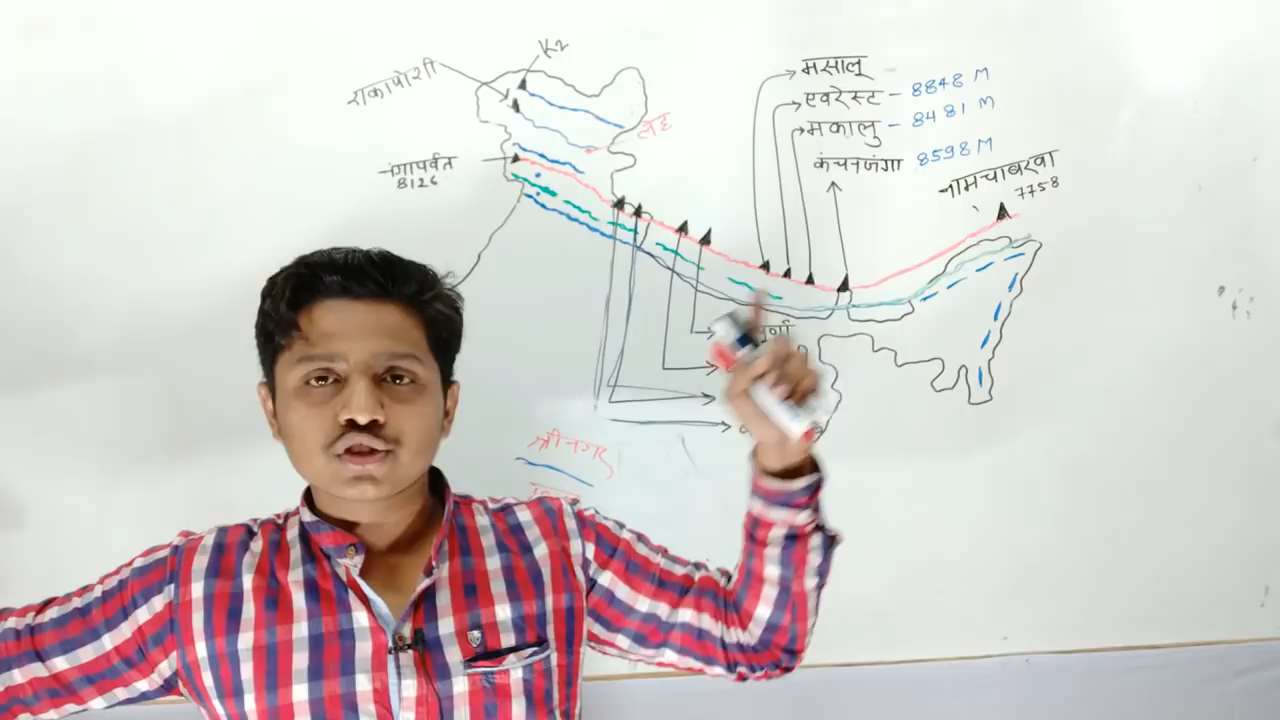 K2
राकापोशी
मसालू
एवरेस्ट - 8848 M
मकालु - 8481 M
लेह
कंचनजंगा 8598 M
नंगापर्वत
8126
नामचाबरवा
7758
श्रीनगर